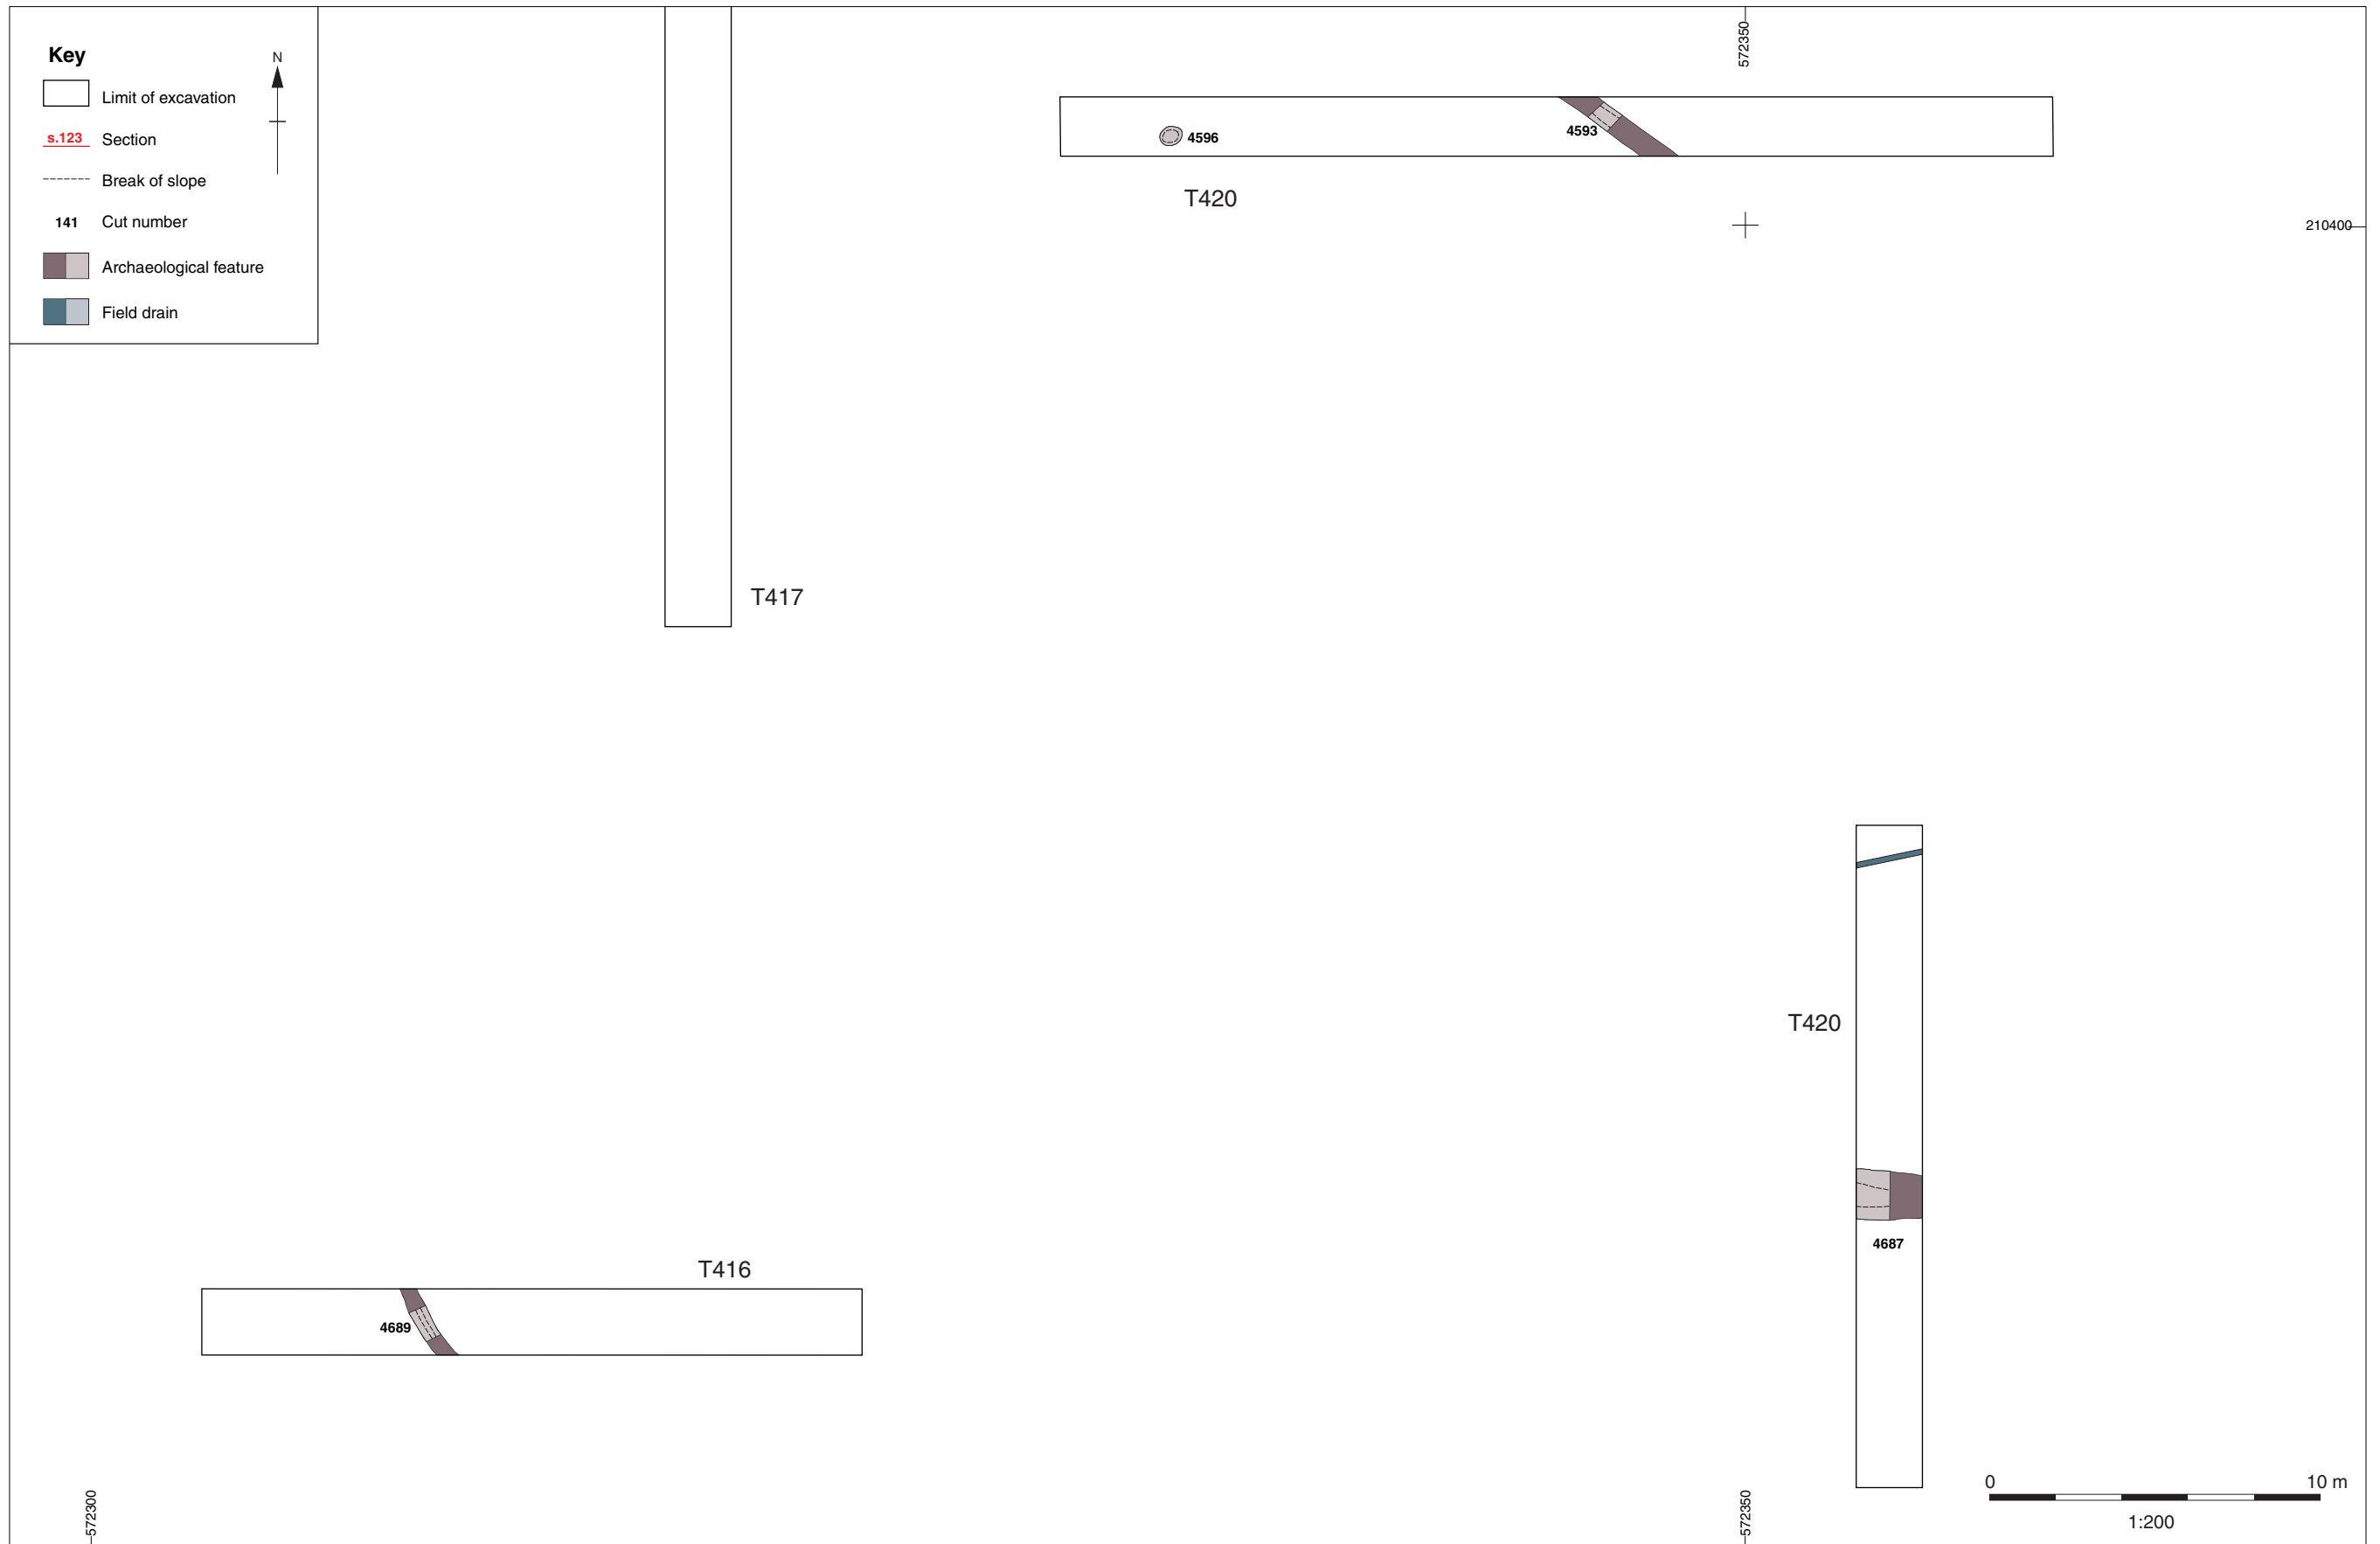 Key
N
Limit of excavation
s.123 Section
Break of slope
141 Cut number
Archaeological feature
Field drain
572350
4596
4593
T420
210400
T417
T420
4687
T416
4689
0 10 m
1:200
572300
572350